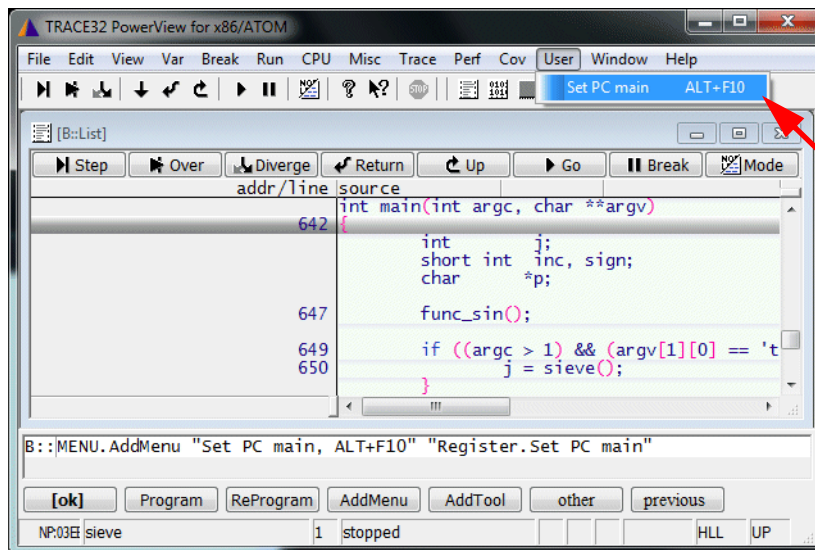 TRACE32 PowerView for x86/ATOM
File Edit View Var Break Run CPU Misc Trace Perf Cov User Window Help
Set PC main ALT+F10
[B::List]
Step Over Diverge Return Up Go Break Mode
addr/line source
int main(int argc, char **argv)
642 {
int j;
short int inc, sign;
char *p;
647 func_sin();
649 if ((argc > 1) && (argv[1][0] == 't
650 j = sieve();
}
B::MENU.AddMenu "Set PC main, ALT+F10" "Register.Set PC main"
[ok] Program ReProgram AddMenu AddTool other previous
sieve 1 stopped HLL UP